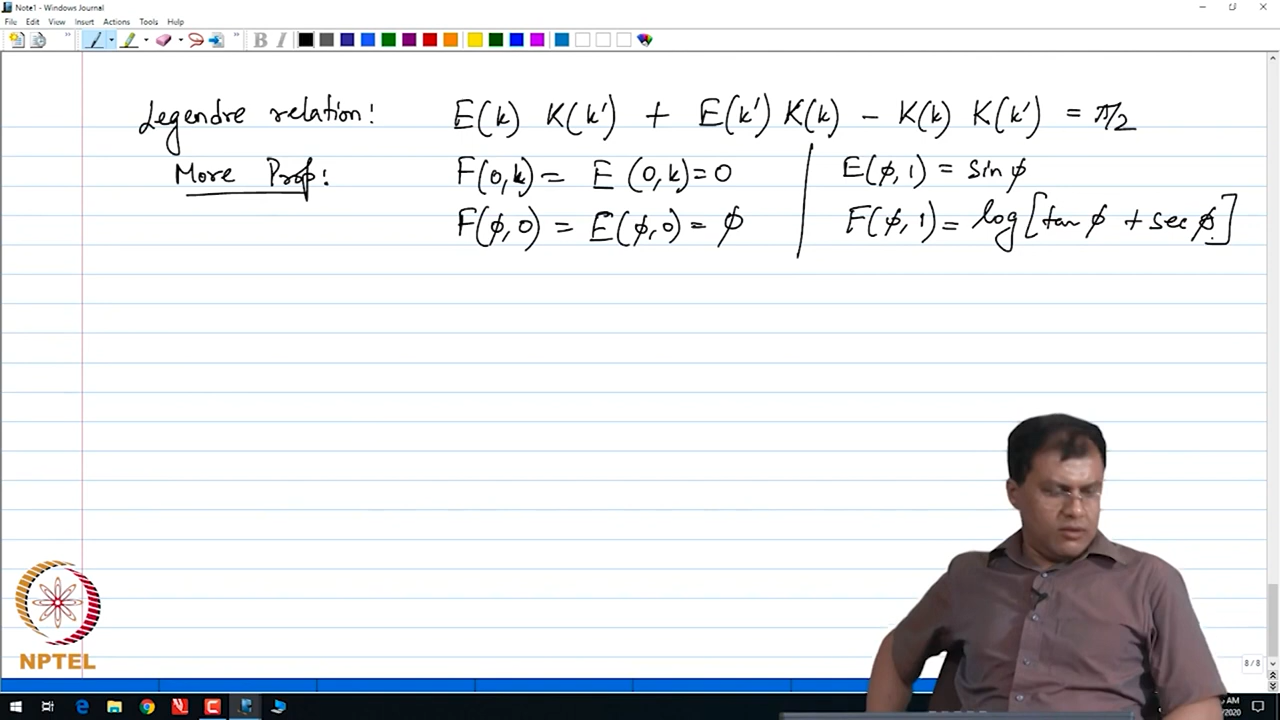 Note1 - Windows Journal
File Edit View Insert Actions Tools Help
B I
Legendre relation: E(k) K(k') + E(k') K(k) - K(k) K(k') = π/2
More Prop: F(0,k) = E(0,k) = 0 | E(ϕ,1) = sin ϕ
F(ϕ,0) = E(ϕ,0) = ϕ | F(ϕ,1) = log[tan ϕ + sec ϕ]
NPTEL
8 / 8